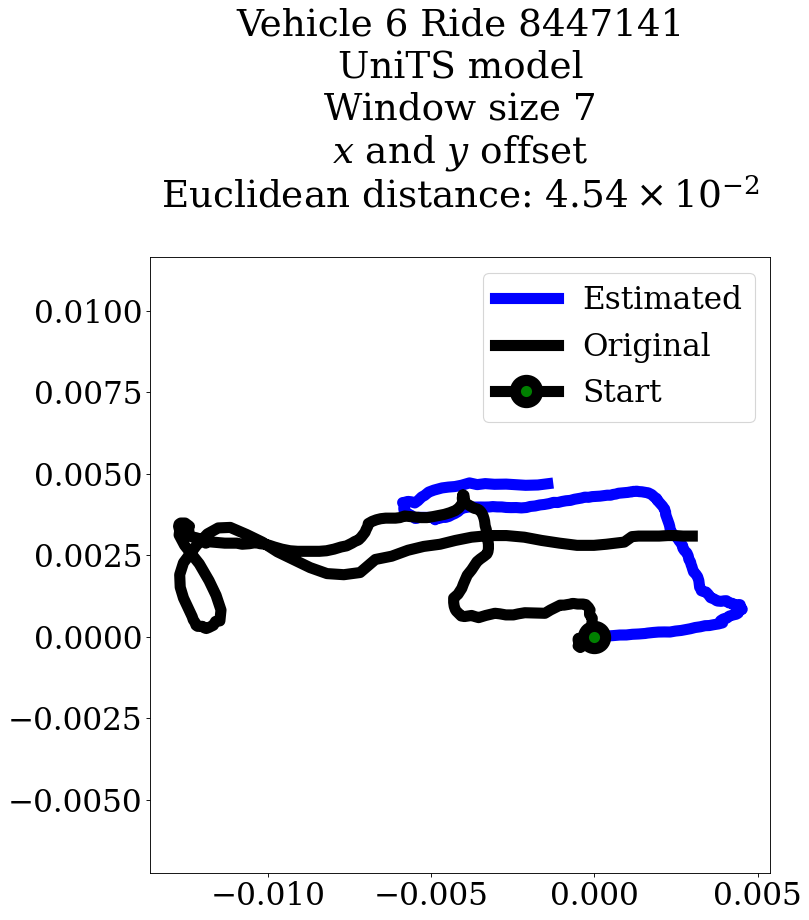 Vehicle 6 Ride 8447141
UniTS model
Window size 7
x and y offset
Euclidean distance: 4.54 × 10⁻²
Estimated
Original
Start
0.0100
0.0075
0.0050
0.0025
0.0000
−0.0025
−0.0050
−0.010 −0.005 0.000 0.005